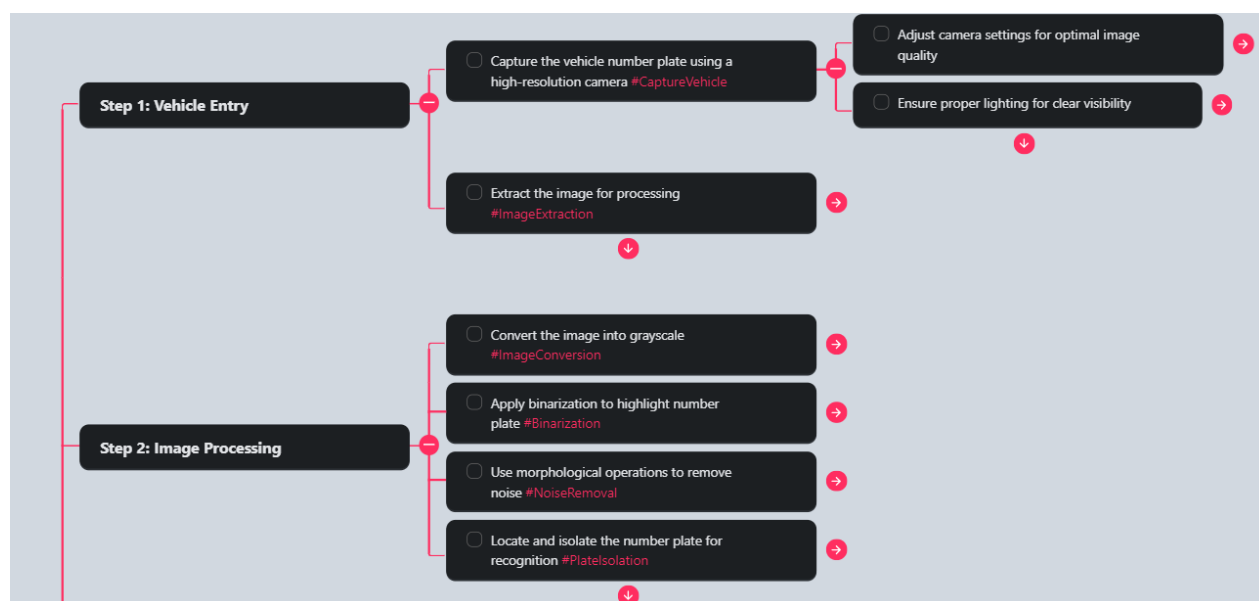 Step 1: Vehicle Entry
Capture the vehicle number plate using a
high-resolution camera #CaptureVehicle
Adjust camera settings for optimal image
quality
Ensure proper lighting for clear visibility
Extract the image for processing
#ImageExtraction
Step 2: Image Processing
Convert the image into grayscale
#ImageConversion
Apply binarization to highlight number
plate #Binarization
Use morphological operations to remove
noise #NoiseRemoval
Locate and isolate the number plate for
recognition #PlateIsolation